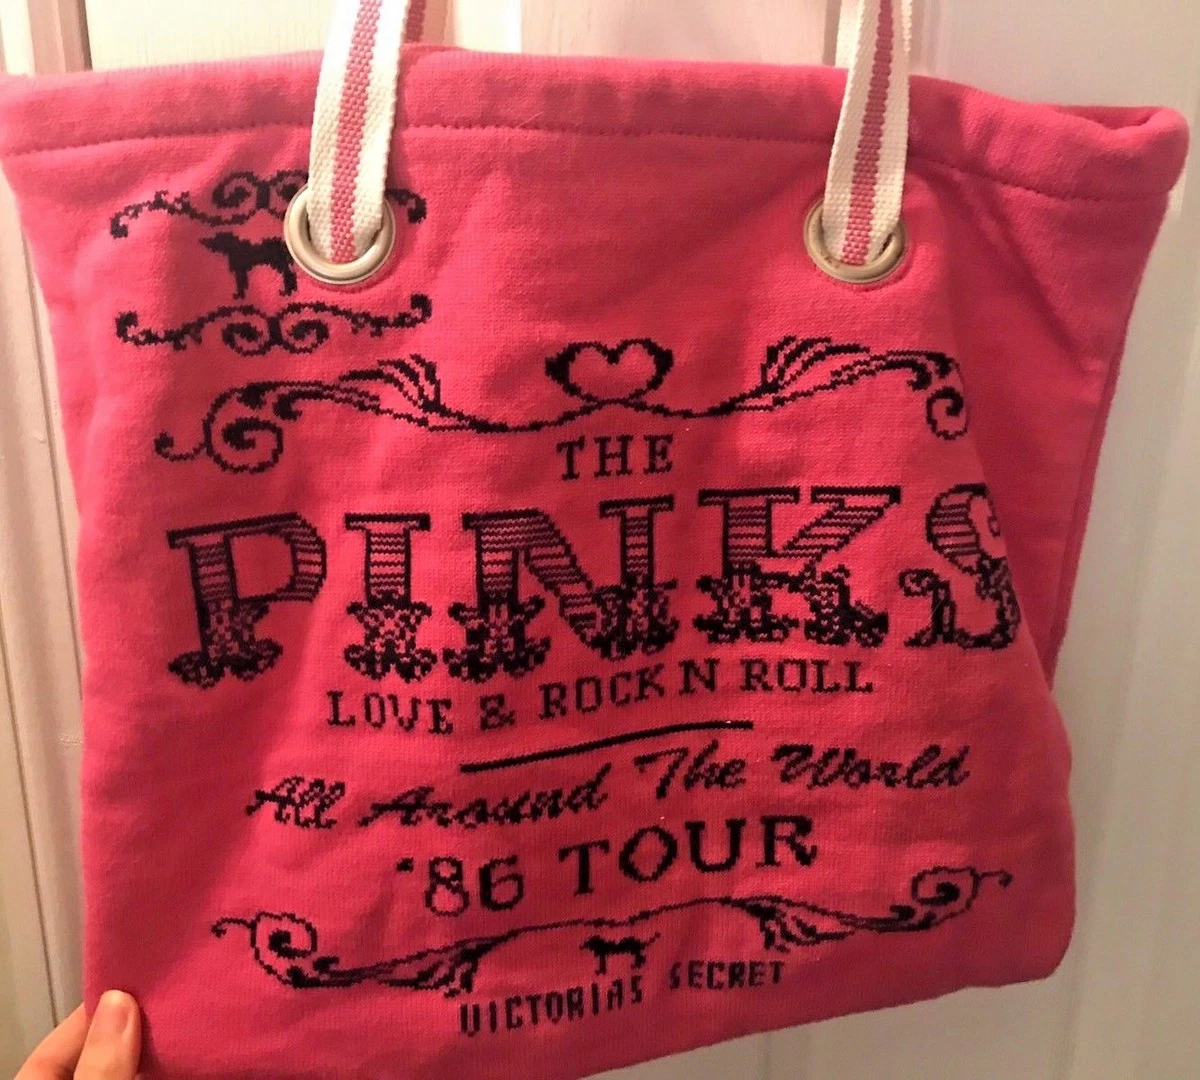 THE
PINKS
LOVE & ROCK N ROLL
All Around The World
'86 TOUR
VICTORIAS SECRET